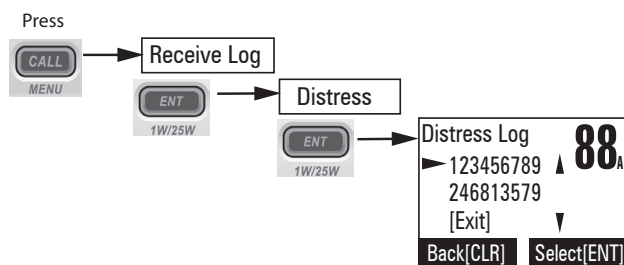 Press
CALL
MENU
Receive Log
ENT
1W/25W
Distress
ENT
1W/25W
Distress Log
88A
123456789
246813579
[Exit]
Back[CLR] Select[ENT]